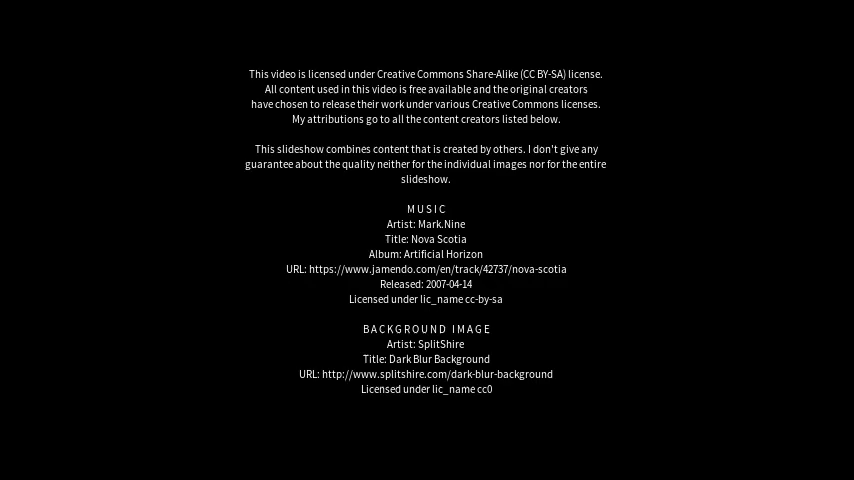 This video is licensed under Creative Commons Share-Alike (CC BY-SA) license.
All content used in this video is free available and the original creators
have chosen to release their work under various Creative Commons licenses.
My attributions go to all the content creators listed below.
This slideshow combines content that is created by others. I don't give any
guarantee about the quality neither for the individual images nor for the entire
slideshow.
MUSIC
Artist: Mark.Nine
Title: Nova Scotia
Album: Artificial Horizon
URL: https://www.jamendo.com/en/track/42737/nova-scotia
Released: 2007-04-14
Licensed under lic_name cc-by-sa
BACKGROUND IMAGE
Artist: SplitShire
Title: Dark Blur Background
URL: http://www.splitshire.com/dark-blur-background
Licensed under lic_name cc0